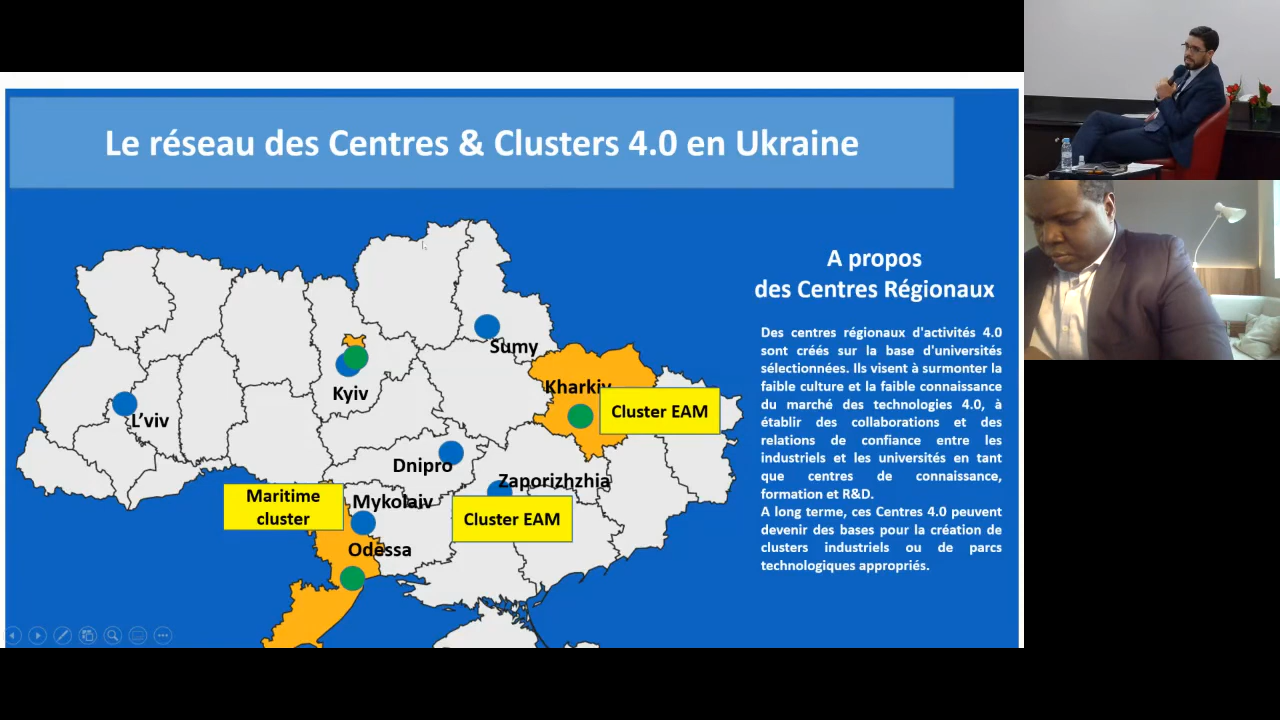 Le réseau des Centres & Clusters 4.0 en Ukraine
A propos
des Centres Régionaux
Des centres régionaux d'activités 4.0
sont créés sur la base d'universités
sélectionnées. Ils visent à surmonter la
faible culture et la faible connaissance
du marché des technologies 4.0, à
établir des collaborations et des
relations de confiance entre les
industriels et les universités en tant
que centres de connaissance,
formation et R&D.
A long terme, ces Centres 4.0 peuvent
devenir des bases pour la création de
clusters industriels ou de parcs
technologiques appropriés.
Sumy
Kharkiv
Kyiv
Cluster EAM
L'viv
Dnipro
Zaporizhzhia
Maritime
cluster
Mykolaiv
Cluster EAM
Odessa